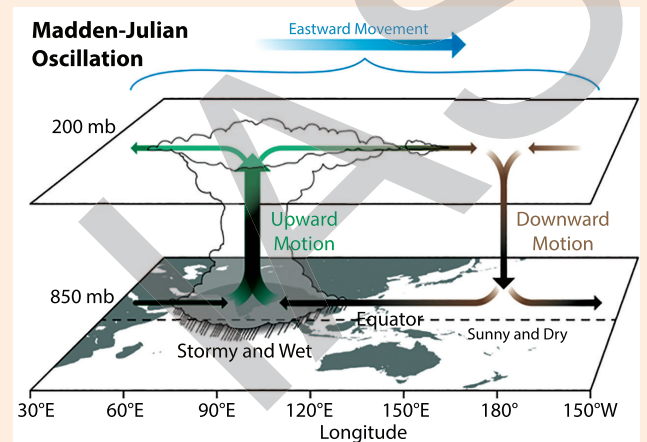 Madden-Julian
Oscillation
Eastward Movement
200 mb
Upward
Motion
Downward
Motion
850 mb
Equator
Sunny and Dry
Stormy and Wet
30°E 60°E 90°E 120°E 150°E 180° 150°W
Longitude